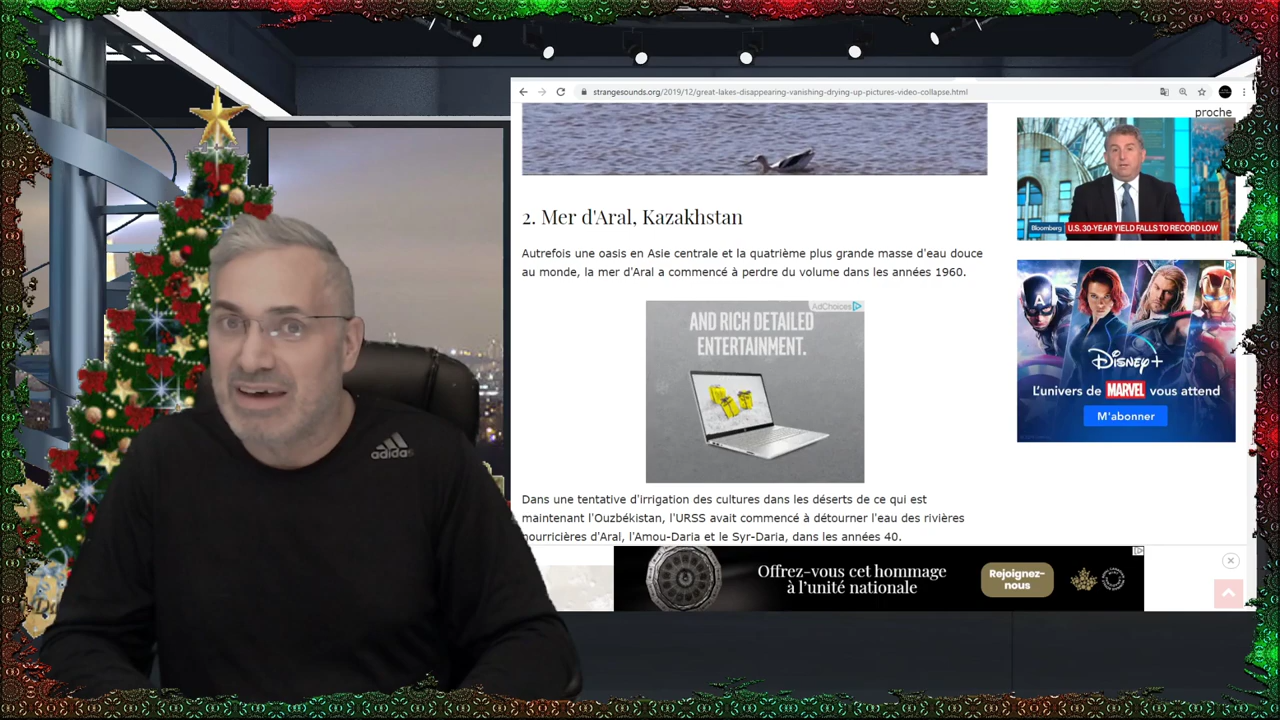 strangesounds.org/2019/12/great-lakes-disappearing-vanishing-drying-up-pictures-video-collapse.html
proche
Bloomberg
U.S. 30-YEAR YIELD FALLS TO RECORD LOW
2. Mer d'Aral, Kazakhstan
Autrefois une oasis en Asie centrale et la quatrième plus grande masse d'eau douce
au monde, la mer d'Aral a commencé à perdre du volume dans les années 1960.
AdChoices
AND RICH DETAILED
ENTERTAINMENT.
Disney+
L'univers de MARVEL vous attend
M'abonner
adidas
Dans une tentative d'irrigation des cultures dans les déserts de ce qui est
maintenant l'Ouzbékistan, l'URSS avait commencé à détourner l'eau des rivières
nourricières d'Aral, l'Amou-Daria et le Syr-Daria, dans les années 40.
Offrez-vous cet hommage
à l'unité nationale
Rejoignez-
nous